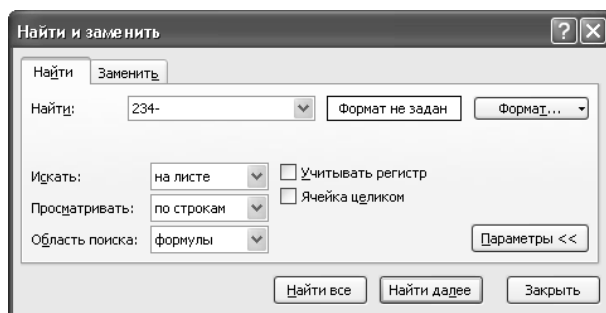 Найти и заменить
Найти Заменить
Найти: 234- Формат не задан Формат...
Искать: на листе Учитывать регистр
Просматривать: по строкам Ячейка целиком
Область поиска: формулы Параметры <<
Найти все Найти далее Закрыть